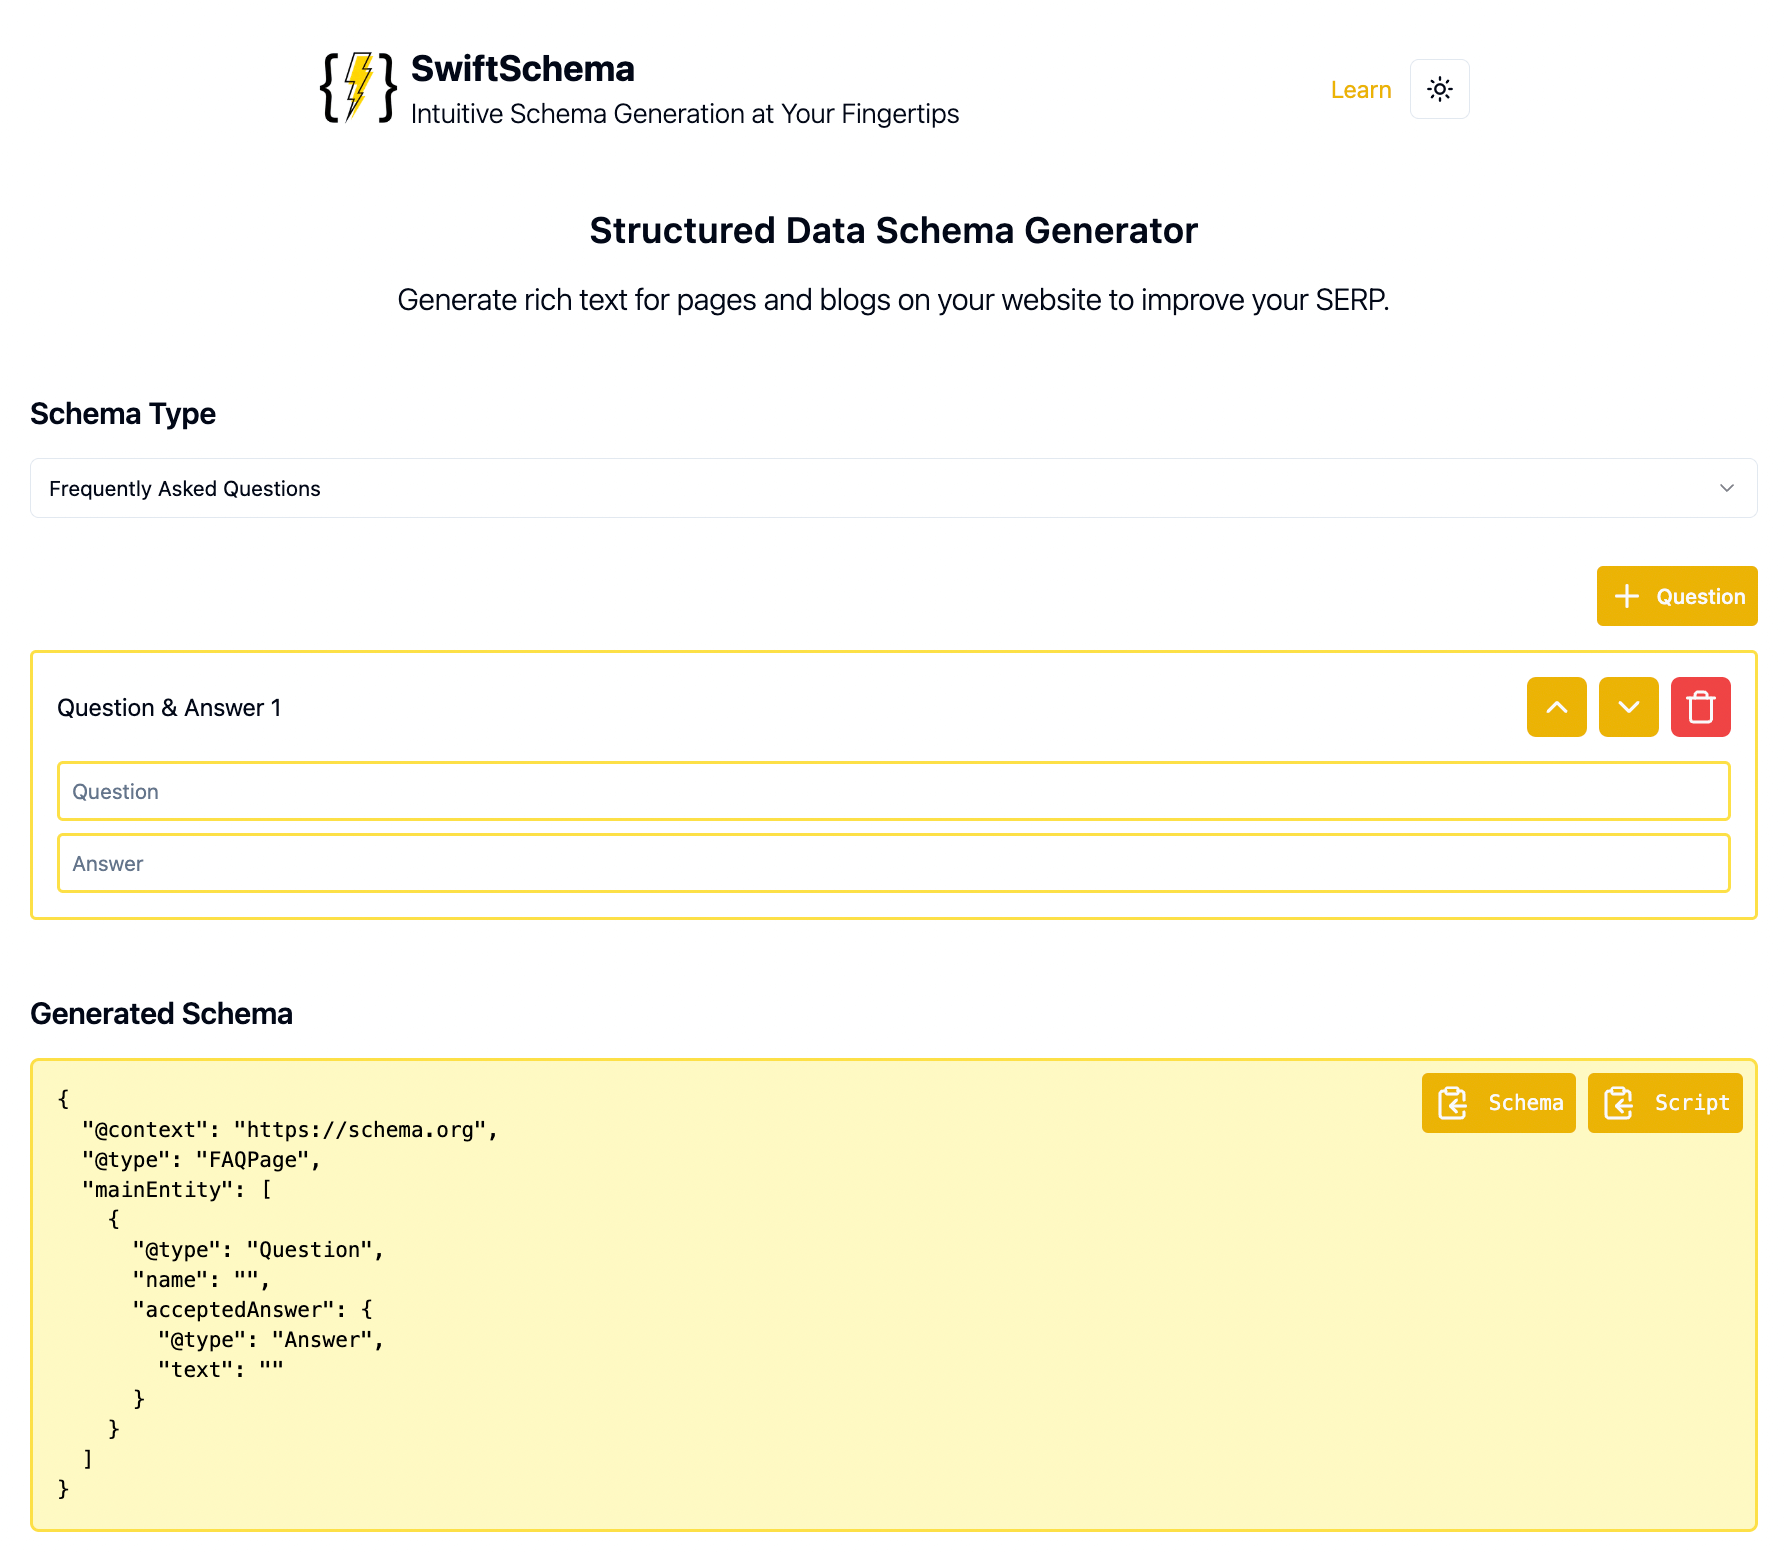 SwiftSchema
Intuitive Schema Generation at Your Fingertips
Learn
Structured Data Schema Generator
Generate rich text for pages and blogs on your website to improve your SERP.
Schema Type
Frequently Asked Questions
Question
Question & Answer 1
Question
Answer
Generated Schema
Schema
Script
{
  "@context": "https://schema.org",
  "@type": "FAQPage",
  "mainEntity": [
    {
      "@type": "Question",
      "name": "",
      "acceptedAnswer": {
        "@type": "Answer",
        "text": ""
      }
    }
  ]
}